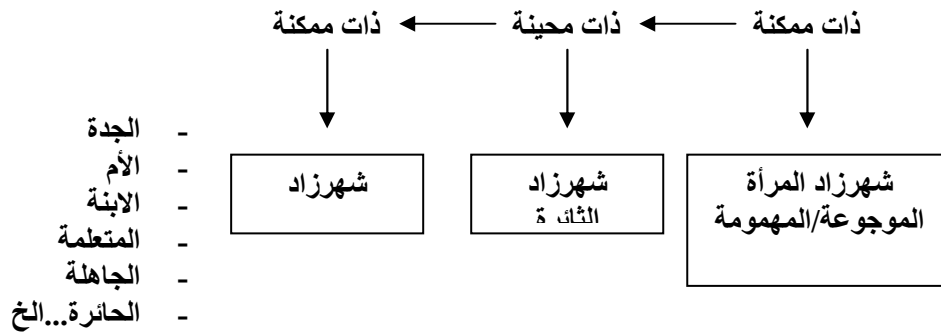 ذات ممكنة ذات محينة ذات ممكنة
شهرزاد المرأة
الموجوعة/المهمومة
شهرزاد
الثائرة
شهرزاد
- الجدة
- الأم
- الابنة
- المتعلمة
- الجاهلة
- الحائرة...الخ